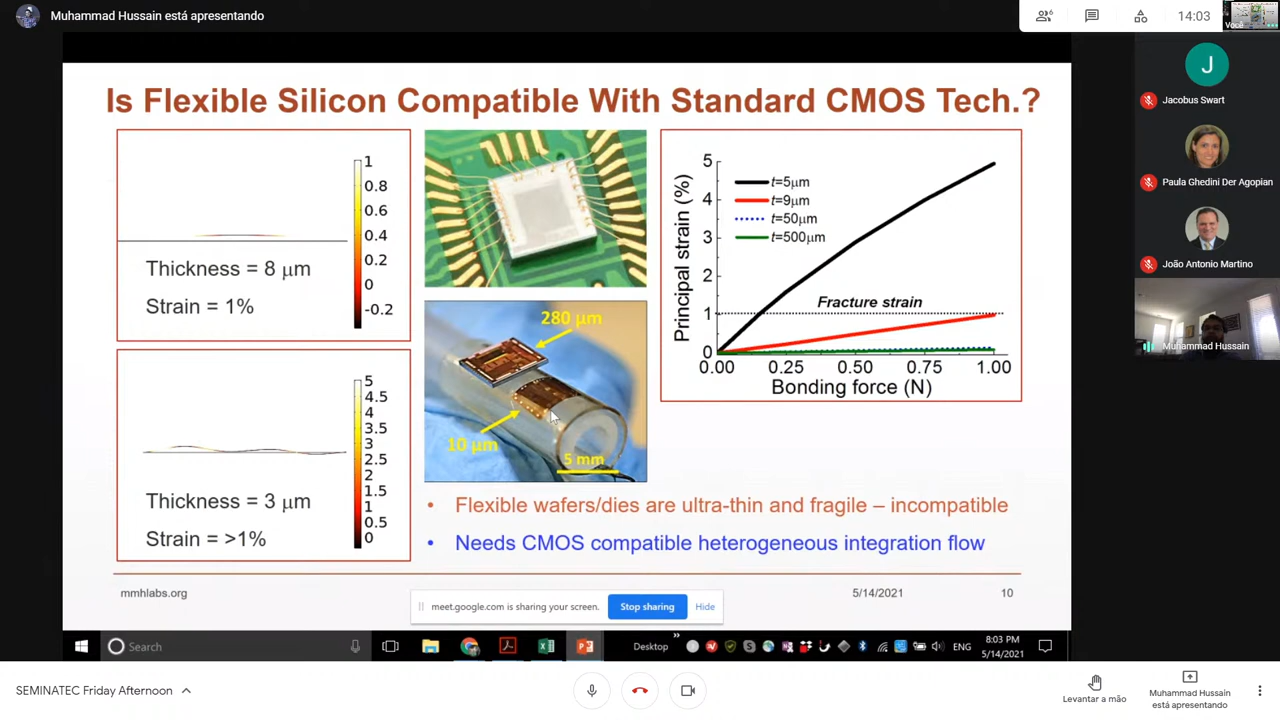 Muhammad Hussain está apresentando
6
14:03
Você
Is Flexible Silicon Compatible With Standard CMOS Tech.?
1
0.8
0.6
0.4
0.2
0
-0.2
Thickness = 8 μm
Strain = 1%
5
4.5
4
3.5
3
2.5
2
1.5
1
0.5
0
Thickness = 3 μm
Strain = >1%
280 μm
10 μm
5 mm
Principal strain (%)
5
4
3
2
1
0
t=5μm
t=9μm
t=50μm
t=500μm
Fracture strain
0.00 0.25 0.50 0.75 1.00
Bonding force (N)
• Flexible wafers/dies are ultra-thin and fragile – incompatible
• Needs CMOS compatible heterogeneous integration flow
mmhlabs.org
5/14/2021
10
meet.google.com is sharing your screen.
Stop sharing
Hide
Search
Desktop
ENG
8:03 PM
5/14/2021
J
Jacobus Swart
Paula Ghedini Der Agopian
João Antonio Martino
Muhammad Hussain
SEMINATEC Friday Afternoon
Levantar a mão
Muhammad Hussain
está apresentando